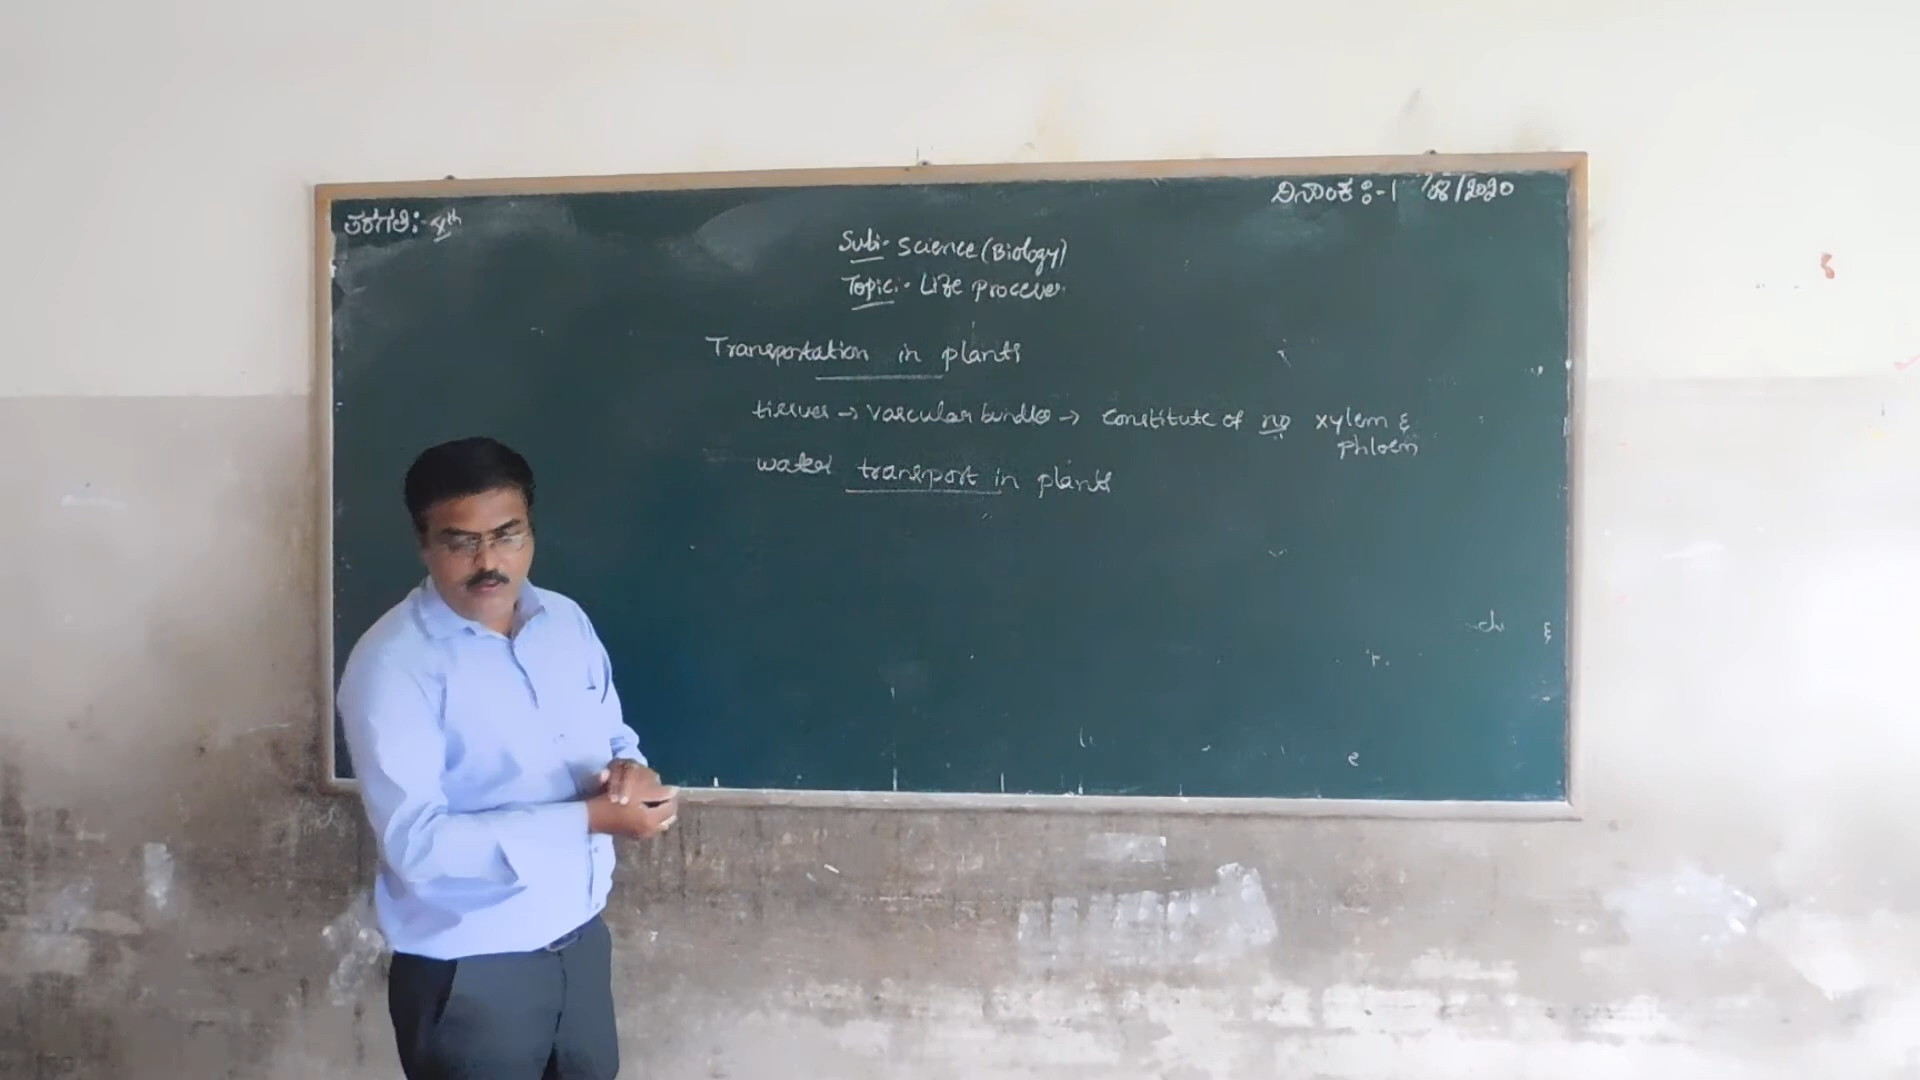 ತರಗತಿ:- Xth
ದಿನಾಂಕ:-1 /08/2020
Sub:- Science (Biology)
Topic:- Life process
Transportation in plants
tissues → Vascular bundles → Constitute of xylem &
Phloem
water transport in plants